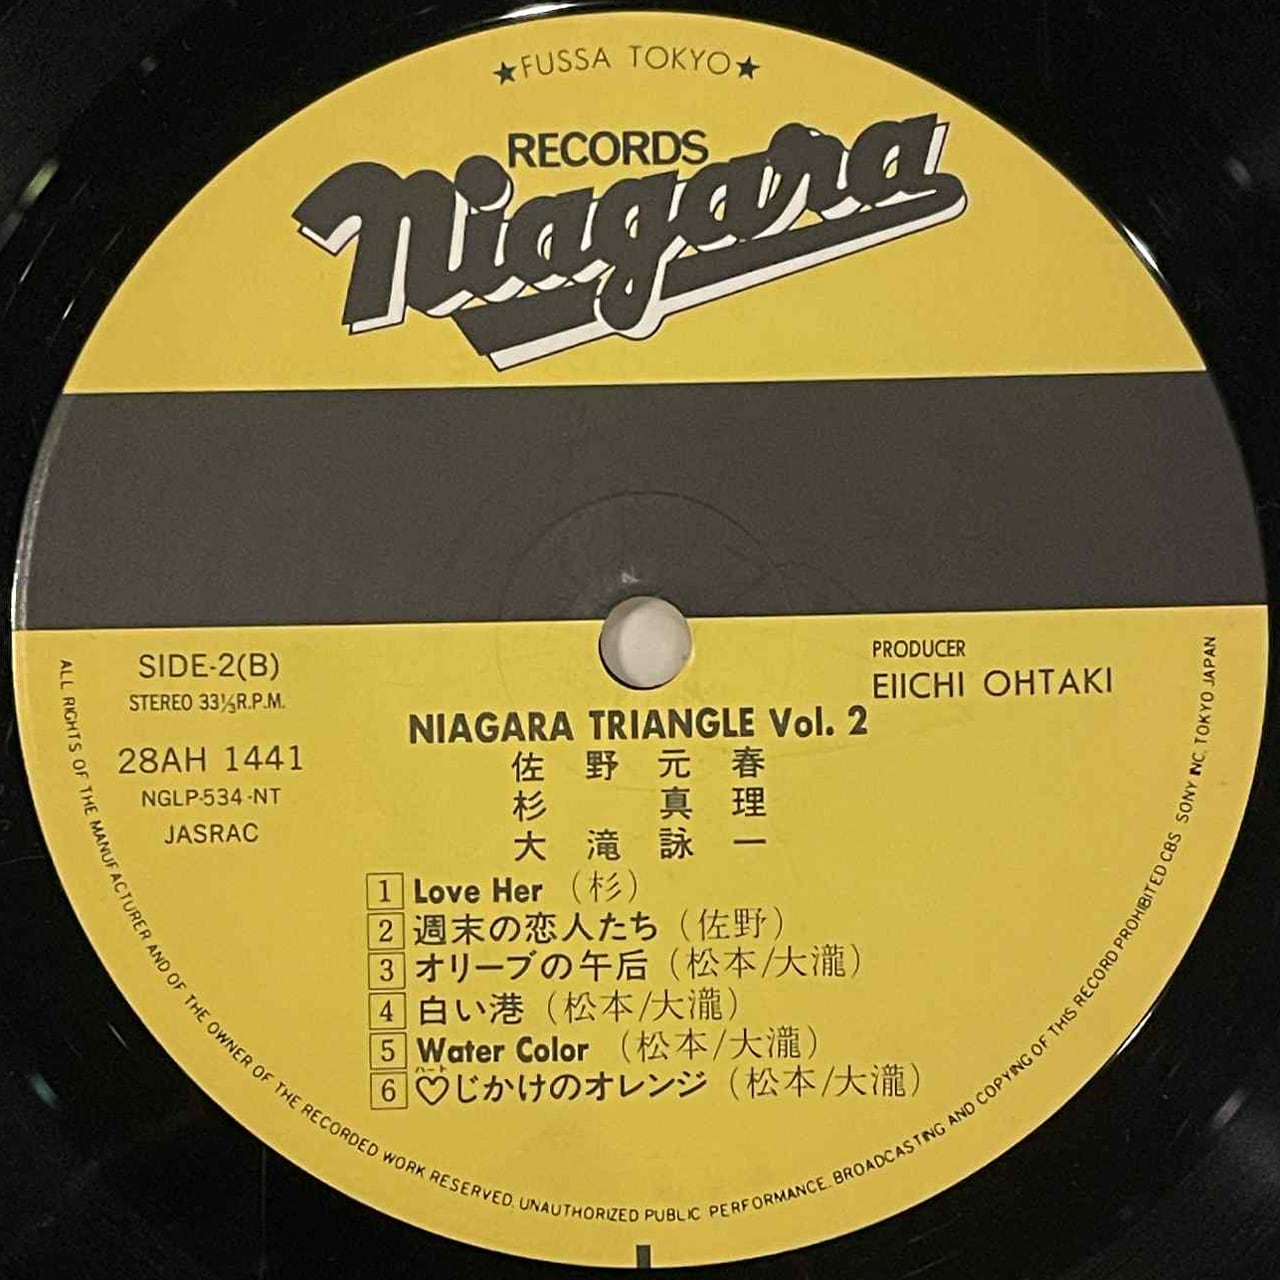 ★FUSSA TOKYO★
RECORDS
Niagara
SIDE-2(B)
STEREO 33⅓R.P.M.
28AH 1441
NGLP-534-NT
JASRAC
PRODUCER
EIICHI OHTAKI
NIAGARA TRIANGLE Vol. 2
佐野元春
杉 真理
大滝詠一
1 Love Her （杉）
2 週末の恋人たち（佐野）
3 オリーブの午后（松本/大瀧）
4 白い港（松本/大瀧）
5 Water Color （松本/大瀧）
ハート
6 ♡じかけのオレンジ（松本/大瀧）
ALL RIGHTS OF THE MANUFACTURER AND OF THE OWNER OF THE RECORDED WORK RESERVED. UNAUTHORIZED PUBLIC PERFORMANCE. BROADCASTING AND COPYING OF THIS RECORD PROHIBITED CBS SONY INC. TOKYO JAPAN